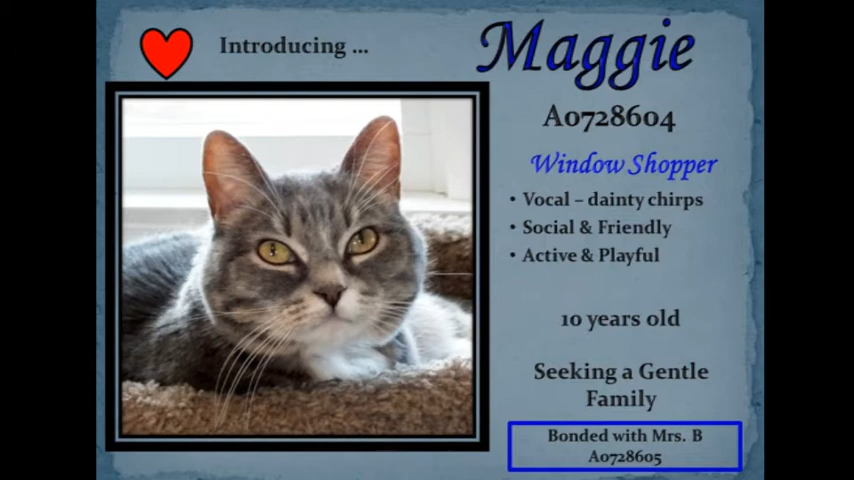 Introducing ...
Maggie
A0728604
Window Shopper
• Vocal – dainty chirps
• Social & Friendly
• Active & Playful
10 years old
Seeking a Gentle
Family
Bonded with Mrs. B
A0728605